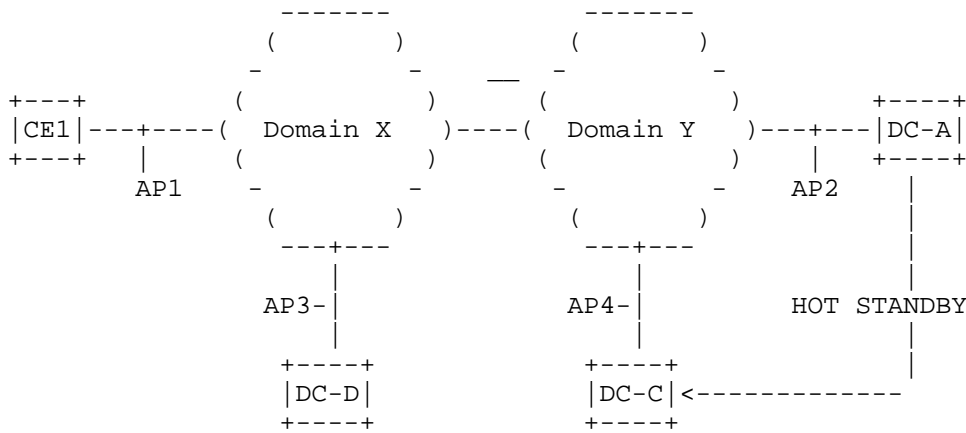 CE1 Domain X Domain Y DC-A
AP1 AP2
AP3- AP4- HOT STANDBY
DC-D DC-C